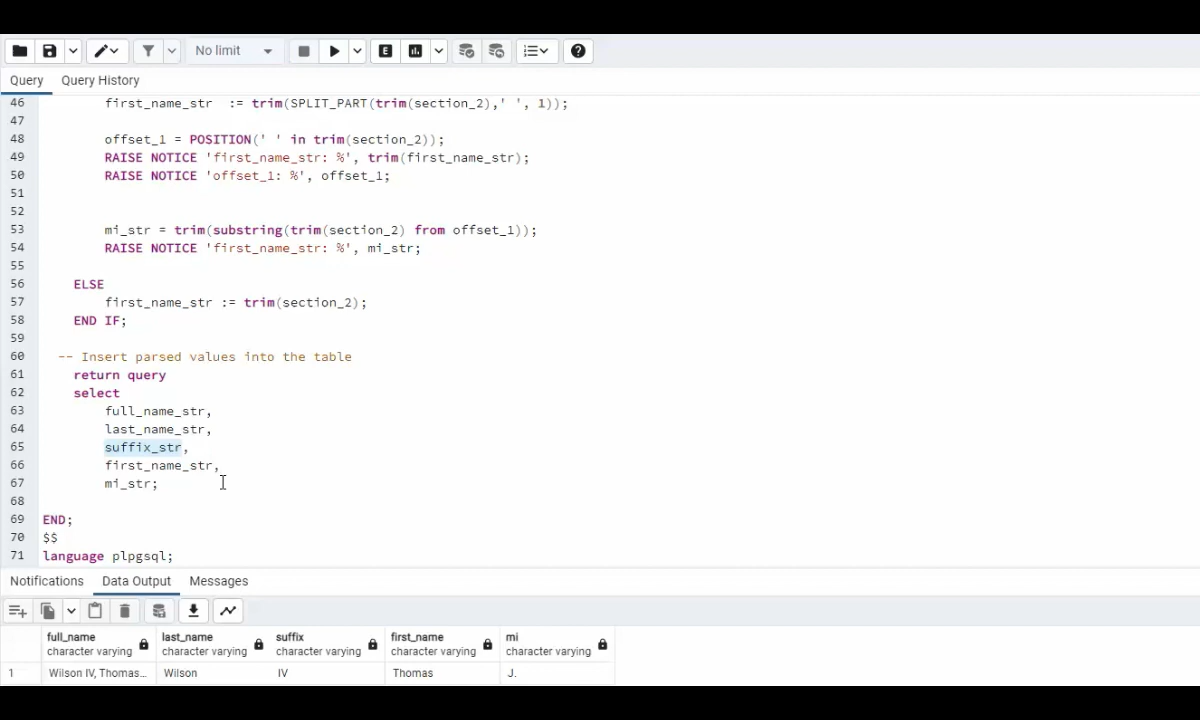 No limit
Query Query History
46 first_name_str := trim(SPLIT_PART(trim(section_2),' ', 1));
47
48 offset_1 = POSITION(' ' in trim(section_2));
49 RAISE NOTICE 'first_name_str: %', trim(first_name_str);
50 RAISE NOTICE 'offset_1: %', offset_1;
51
52
53 mi_str = trim(substring(trim(section_2) from offset_1));
54 RAISE NOTICE 'first_name_str: %', mi_str;
55
56 ELSE
57 first_name_str := trim(section_2);
58 END IF;
59
60 -- Insert parsed values into the table
61 return query
62 select
63 full_name_str,
64 last_name_str,
65 suffix_str,
66 first_name_str,
67 mi_str;
68
69 END;
70 $$
71 language plpgsql;
Notifications Data Output Messages
full_name last_name suffix first_name mi
character varying character varying character varying character varying character varying
1 Wilson IV, Thomas... Wilson IV Thomas J.